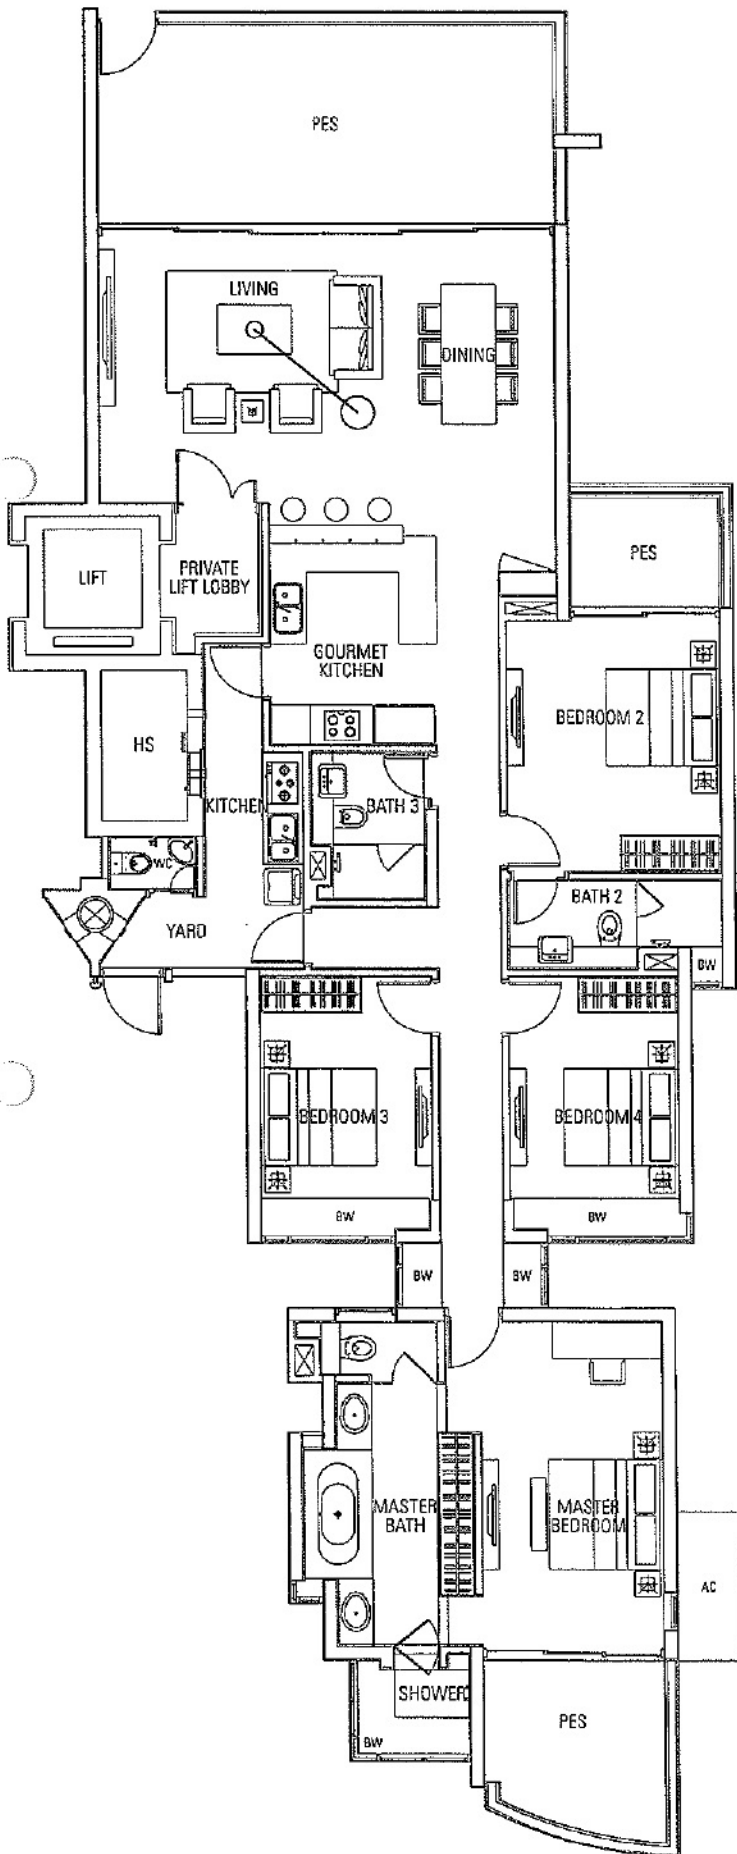 PES
LIVING
DINING
LIFT
PRIVATE
LIFT LOBBY
PES
GOURMET
KITCHEN
BEDROOM 2
HS
KITCHEN
BATH 3
WC
BATH 2
YARD
BW
BEDROOM 3
BEDROOM 4
BW
BW
BW
BW
MASTER
BATH
MASTER
BEDROOM
AC
SHOWER
PES
BW